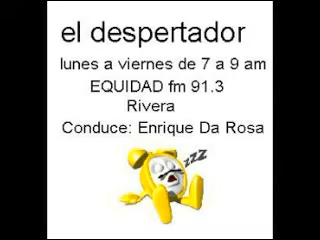 el despertador
lunes a viernes de 7 a 9 am
EQUIDAD fm 91.3
Rivera
Conduce: Enrique Da Rosa
zzz